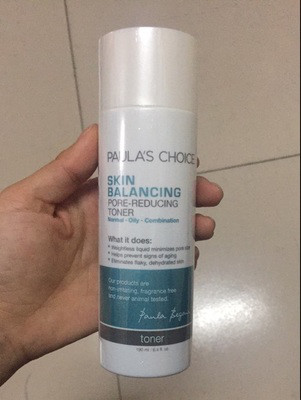 PAULA'S CHOICE
SKIN
BALANCING
PORE-REDUCING
TONER
Normal · Oily · Combination
What it does:
• Weightless liquid minimizes pore size
• Helps prevent signs of aging
• Eliminates flaky, dehydrated skin
Our products are
non-irritating, fragrance free
and never animal tested.
Paula Begoun
toner